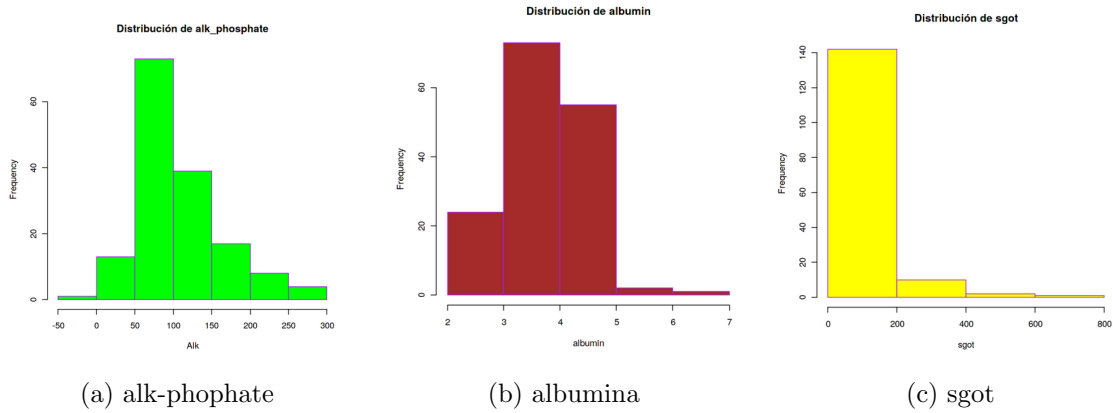 Distribución de alk_phosphate
Frequency
0 20 40 60
-50 0 50 100 150 200 250 300
Alk
(a) alk-phophate
Distribución de albumin
Frequency
0 20 40 60
2 3 4 5 6 7
albumin
(b) albumina
Distribución de sgot
Frequency
0 20 40 60 80 100 120 140
0 200 400 600 800
sgot
(c) sgot